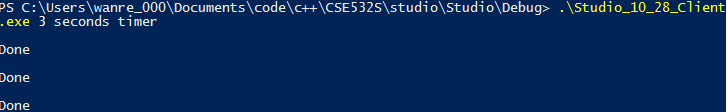 PS C:\Users\wanre_000\Documents\code\c++\CSE532S\studio\Studio\Debug> .\Studio_10_28_Client
.exe 3 seconds timer
Done
Done
Done